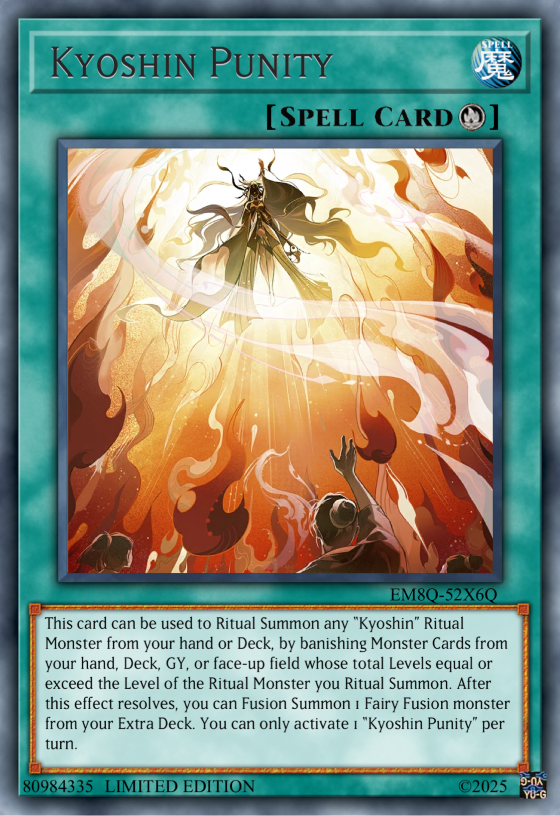 Kyoshin Punity
SPELL
魔
[Spell Card]
EM8Q-52X6Q
This card can be used to Ritual Summon any "Kyoshin" Ritual
Monster from your hand or Deck, by banishing Monster Cards from
your hand, Deck, GY, or face-up field whose total Levels equal or
exceed the Level of the Ritual Monster you Ritual Summon. After
this effect resolves, you can Fusion Summon 1 Fairy Fusion monster
from your Extra Deck. You can only activate 1 "Kyoshin Punity" per
turn.
80984335 LIMITED EDITION ©2025
YU-G
YU-G